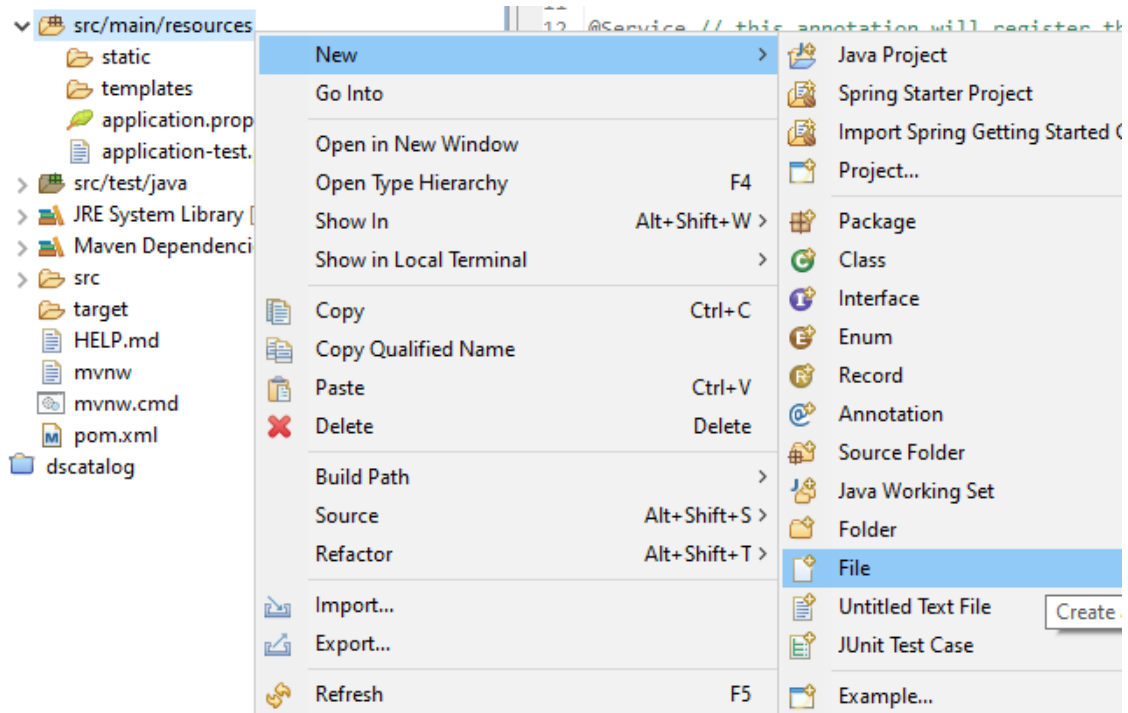 src/main/resources
static
templates
application.prop
application-test.
src/test/java
JRE System Library [
Maven Dependenci
src
target
HELP.md
mvnw
mvnw.cmd
pom.xml
dscatalog
12 @Service // this annotation will register th
New >
Go Into
Open in New Window
Open Type Hierarchy F4
Show In Alt+Shift+W >
Show in Local Terminal >
Copy Ctrl+C
Copy Qualified Name
Paste Ctrl+V
Delete Delete
Build Path >
Source Alt+Shift+S >
Refactor Alt+Shift+T >
Import...
Export...
Refresh F5
Java Project
Spring Starter Project
Import Spring Getting Started
Project...
Package
Class
Interface
Enum
Record
Annotation
Source Folder
Java Working Set
Folder
File
Untitled Text File
Create
JUnit Test Case
Example...